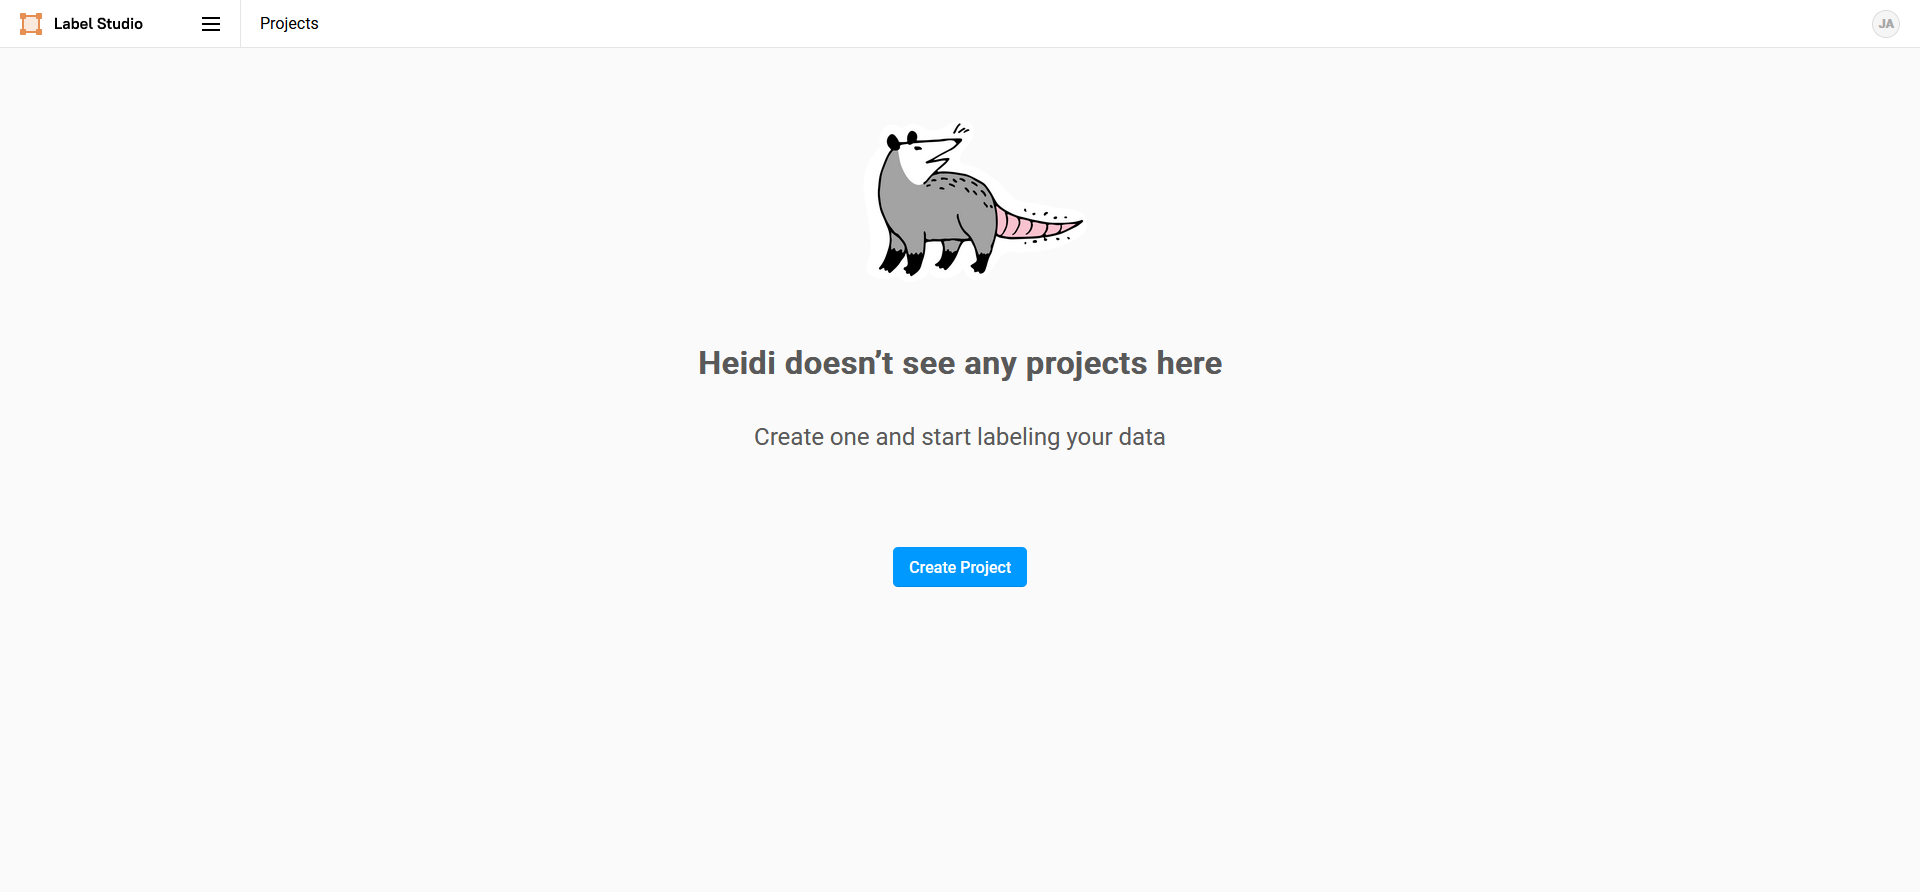 Label Studio
Projects
JA
Heidi doesn’t see any projects here
Create one and start labeling your data
Create Project